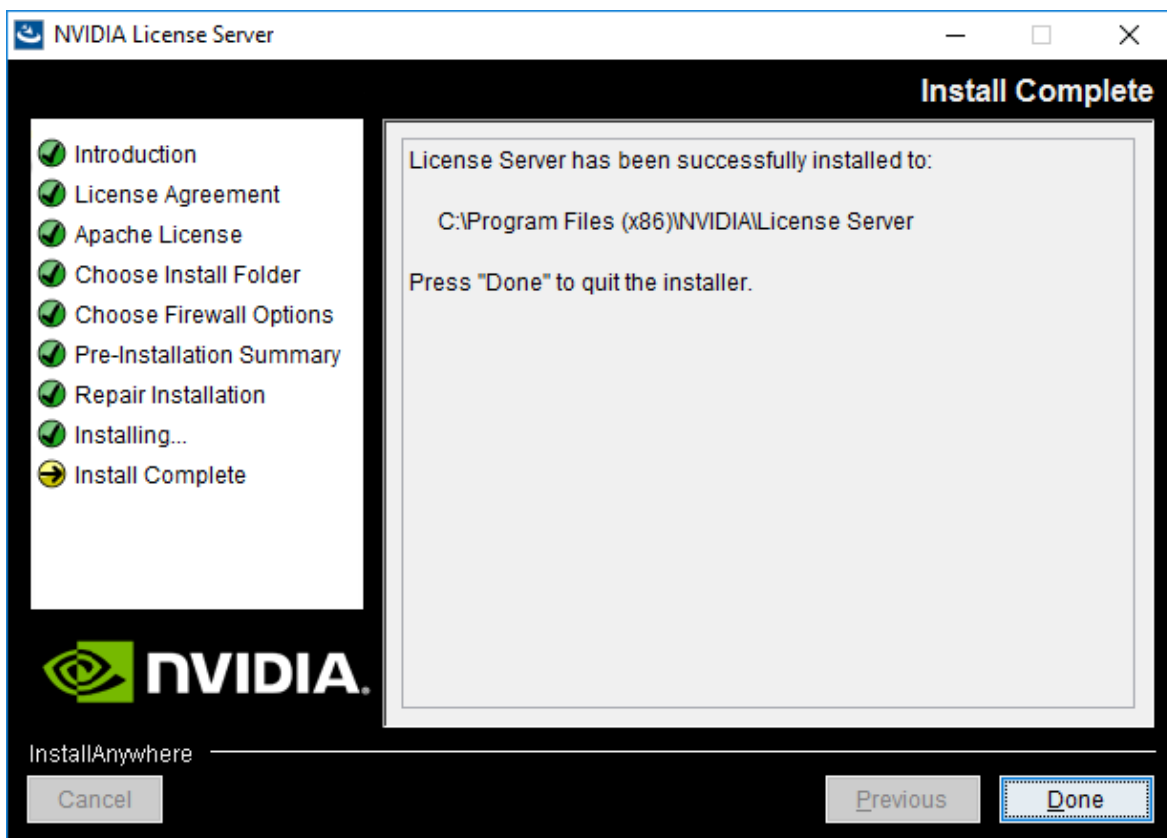 NVIDIA License Server
Install Complete
Introduction
License Agreement
Apache License
Choose Install Folder
Choose Firewall Options
Pre-Installation Summary
Repair Installation
Installing...
Install Complete
License Server has been successfully installed to:
C:\Program Files (x86)\NVIDIA\License Server
Press "Done" to quit the installer.
NVIDIA.
InstallAnywhere
Cancel
Previous
Done